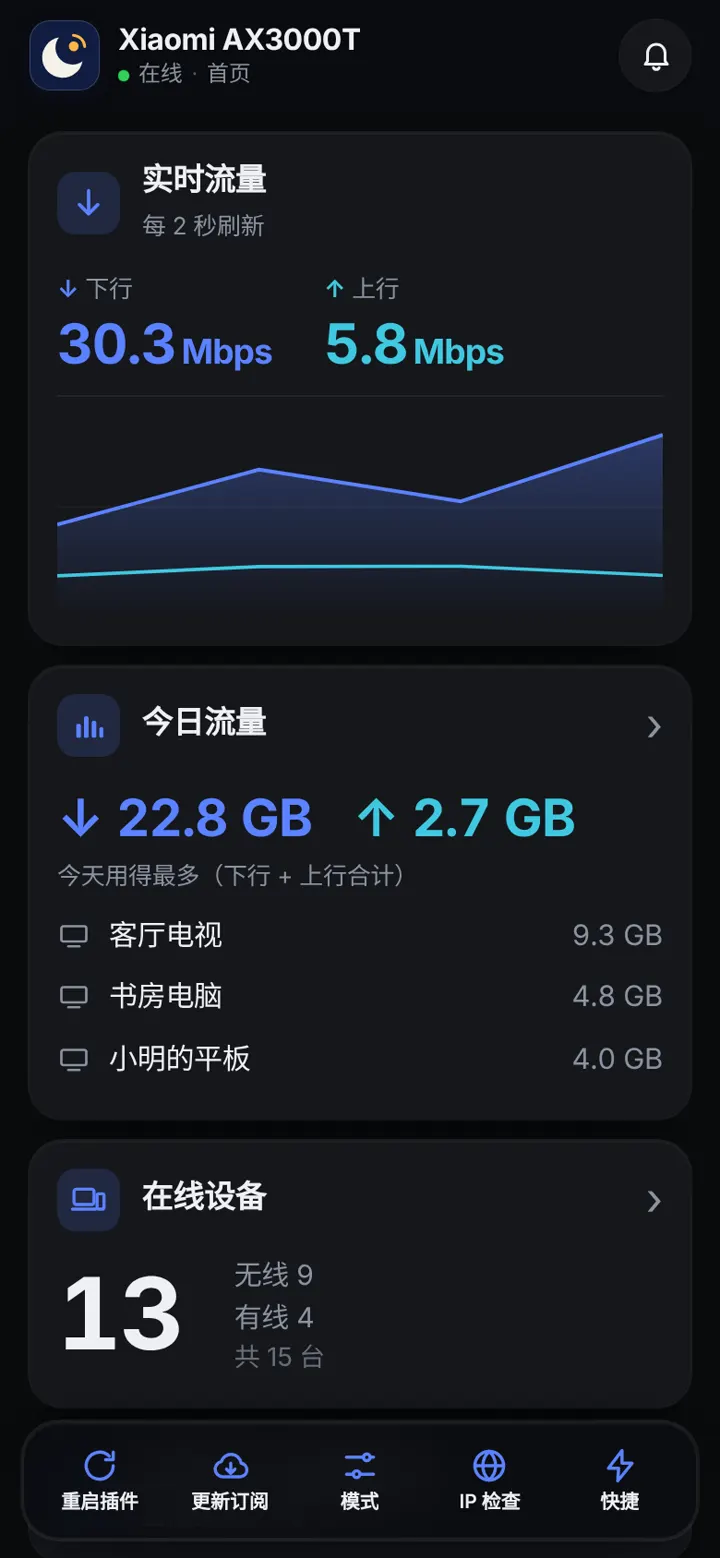 Xiaomi AX3000T
在线 · 首页
实时流量
每 2 秒刷新
下行
上行
30.3 Mbps
5.8 Mbps
今日流量
22.8 GB
2.7 GB
今天用得最多（下行 + 上行合计）
客厅电视 9.3 GB
书房电脑 4.8 GB
小明的平板 4.0 GB
在线设备
13
无线 9
有线 4
共 15 台
重启插件
更新订阅
模式
IP 检查
快捷